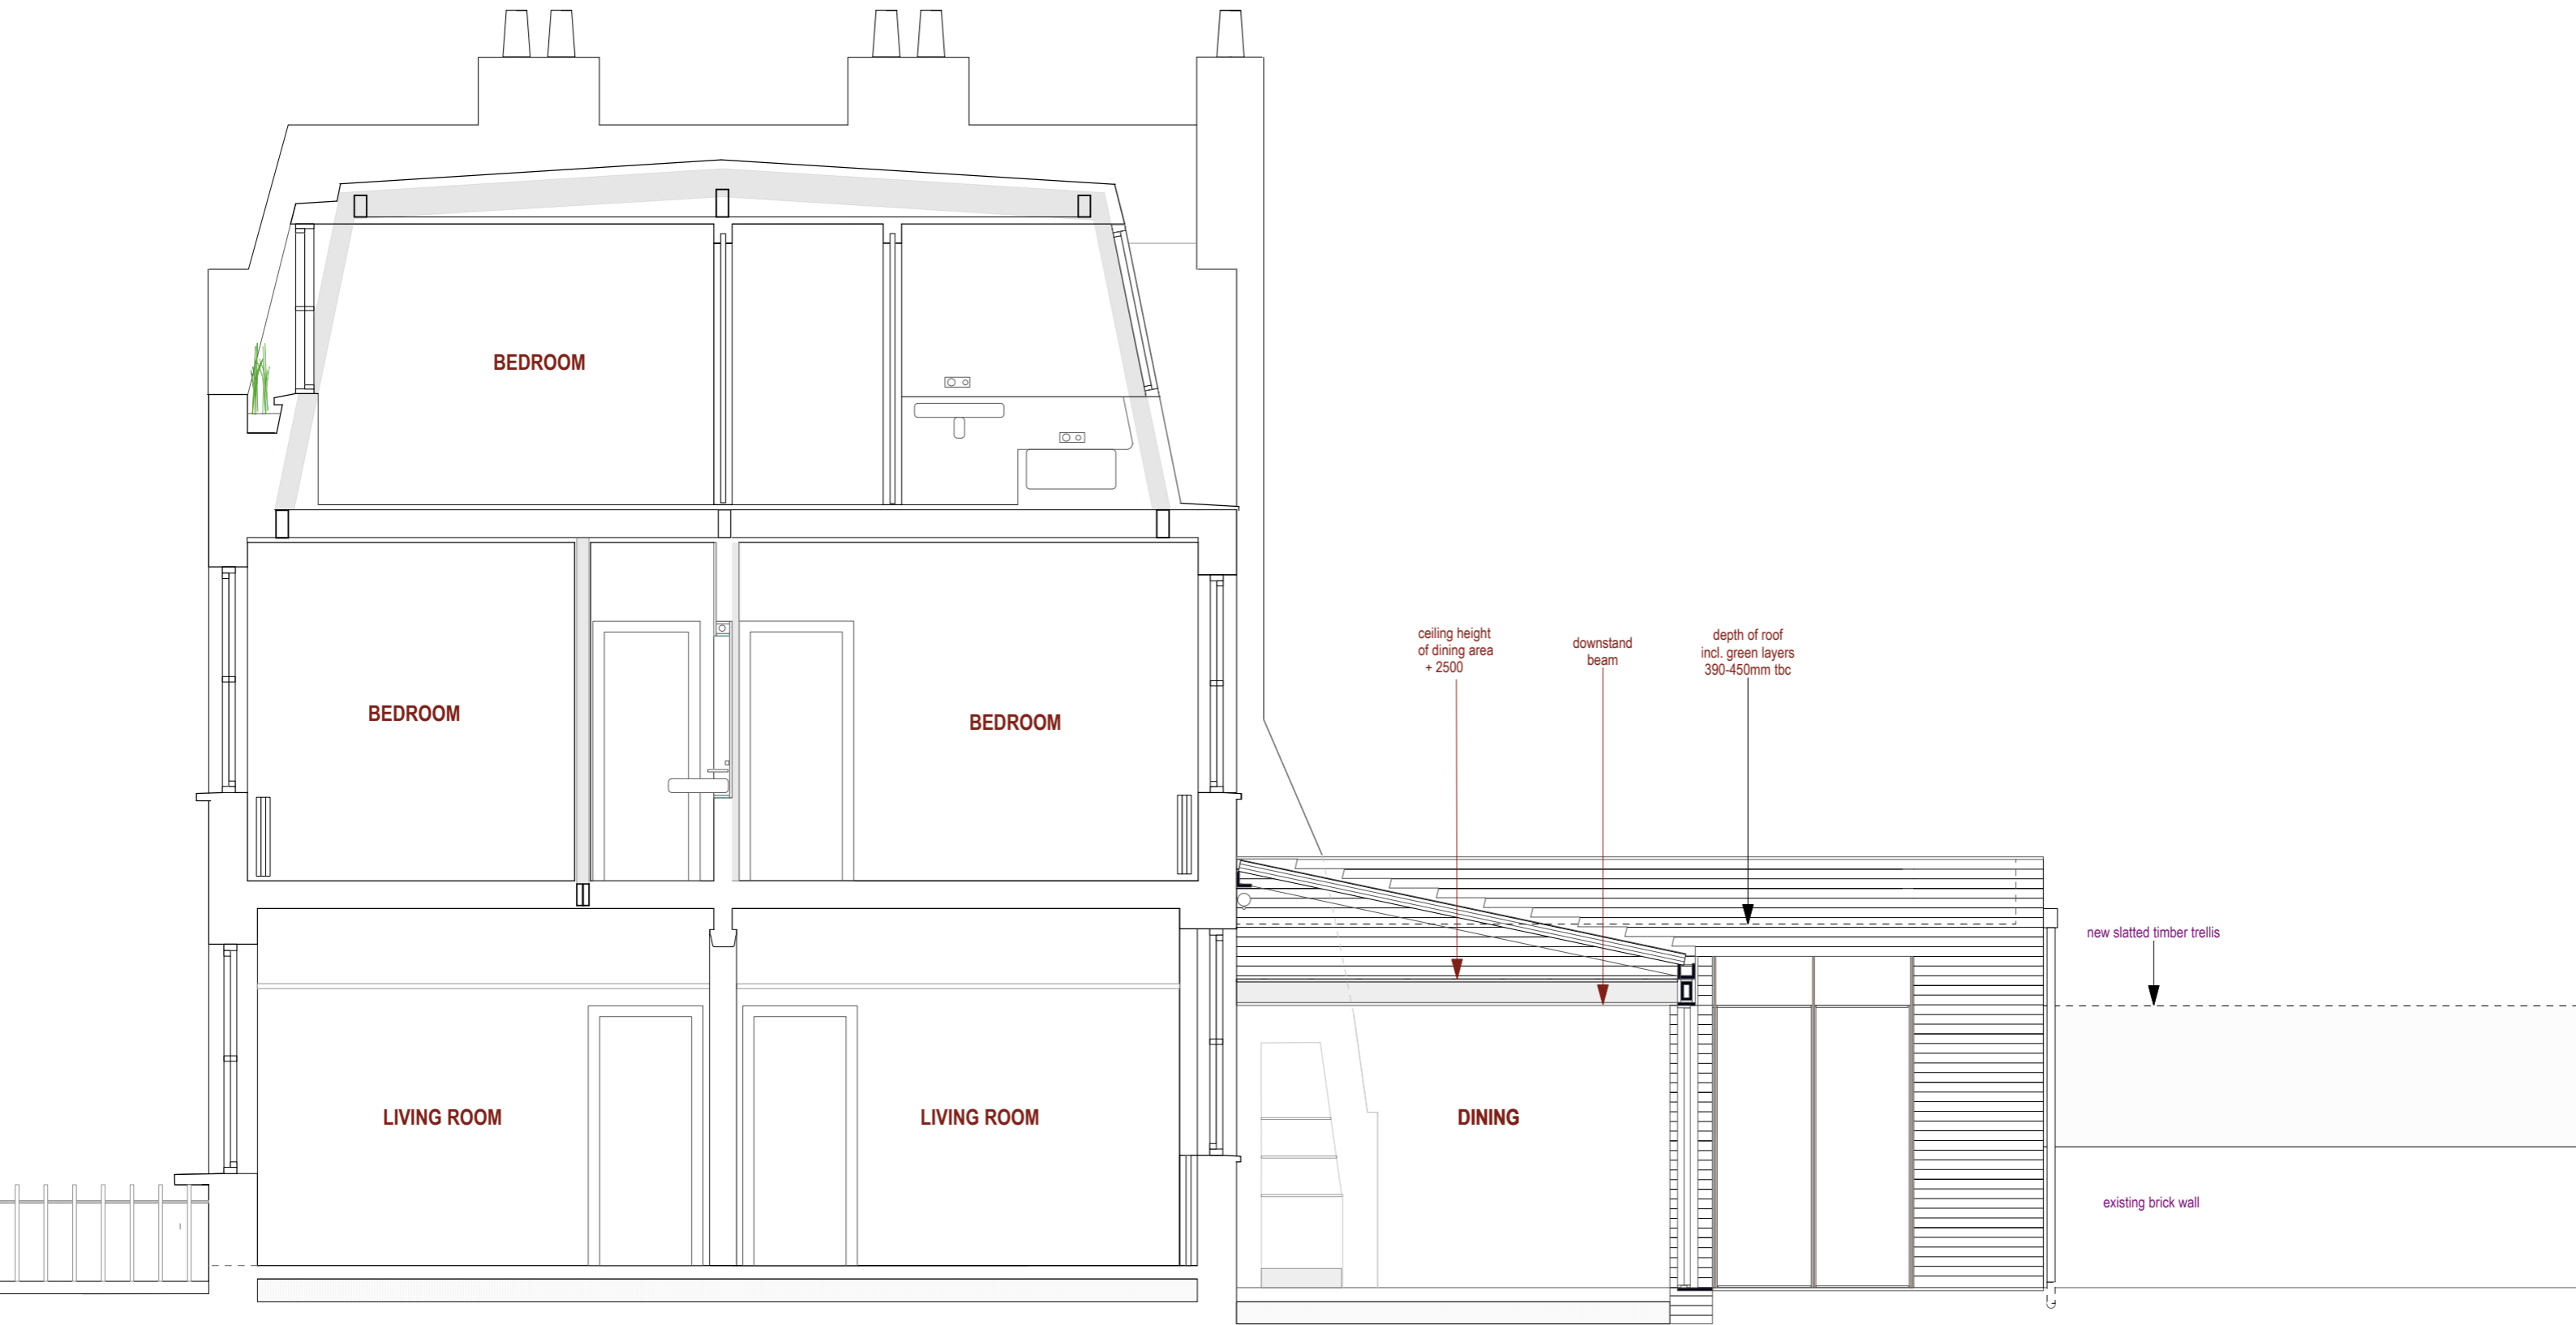 BEDROOM
BEDROOM
BEDROOM
ceiling height
of dining area
+ 2500
downstand
beam
depth of roof
incl. green layers
390-450mm tbc
new slatted timber trellis
LIVING ROOM
LIVING ROOM
DINING
existing brick wall